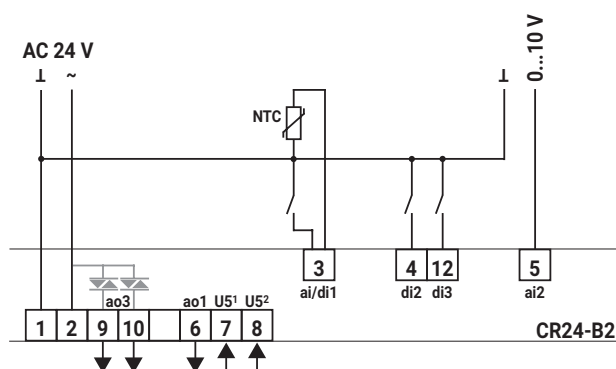 AC 24 V
⊥ ~
⊥ 0...10 V
NTC
3 4 12 5
ai/di1 di2 di3 ai2
ao3 ao1 U5¹ U5²
1 2 9 10 6 7 8
CR24-B2